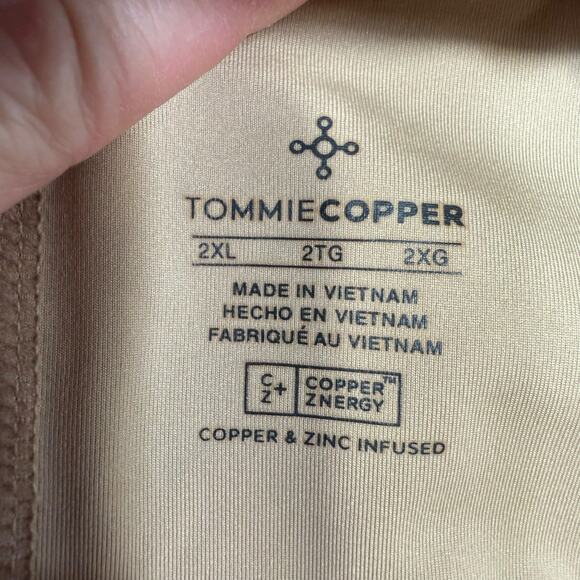 TOMMIECOPPER
2XL 2TG 2XG
MADE IN VIETNAM
HECHO EN VIETNAM
FABRIQUÉ AU VIETNAM
C+
Z
COPPER™
ZNERGY
COPPER & ZINC INFUSED